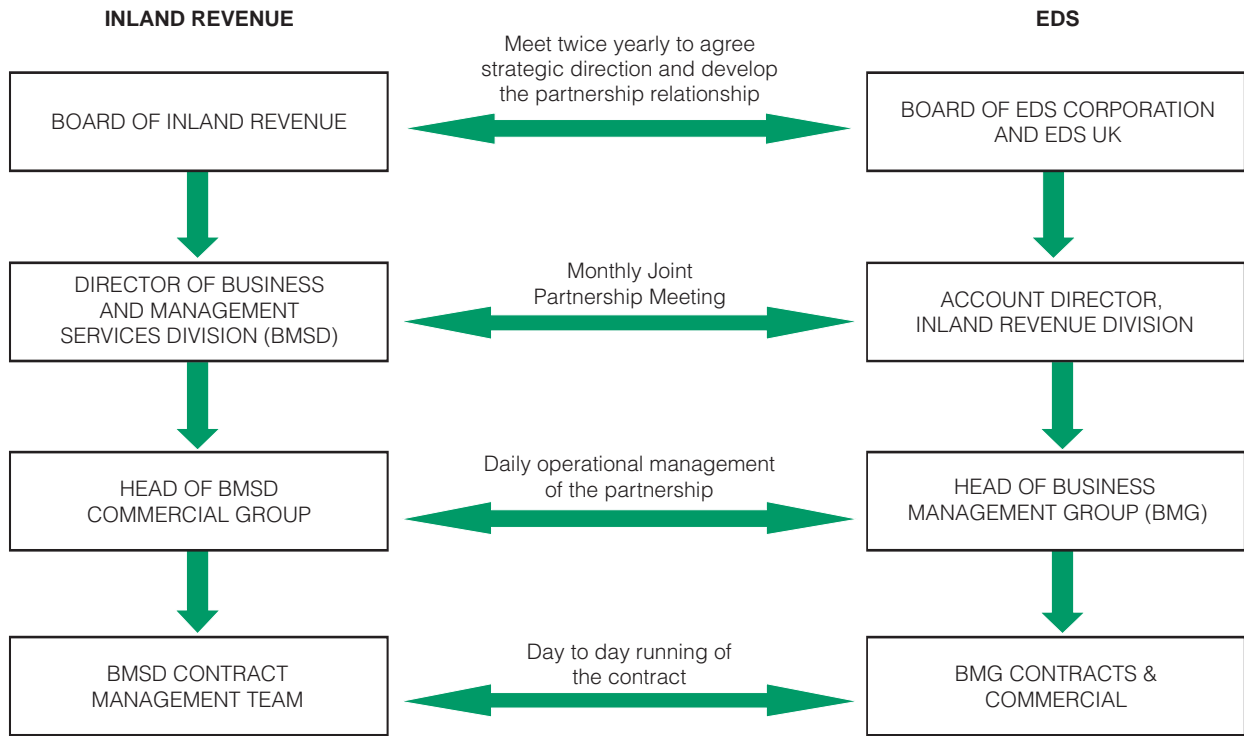 INLAND REVENUE
EDS
Meet twice yearly to agree
strategic direction and develop
the partnership relationship
BOARD OF INLAND REVENUE
BOARD OF EDS CORPORATION
AND EDS UK
DIRECTOR OF BUSINESS
AND MANAGEMENT
SERVICES DIVISION (BMSD)
Monthly Joint
Partnership Meeting
ACCOUNT DIRECTOR,
INLAND REVENUE DIVISION
HEAD OF BMSD
COMMERCIAL GROUP
Daily operational management
of the partnership
HEAD OF BUSINESS
MANAGEMENT GROUP (BMG)
BMSD CONTRACT
MANAGEMENT TEAM
Day to day running of
the contract
BMG CONTRACTS &
COMMERCIAL